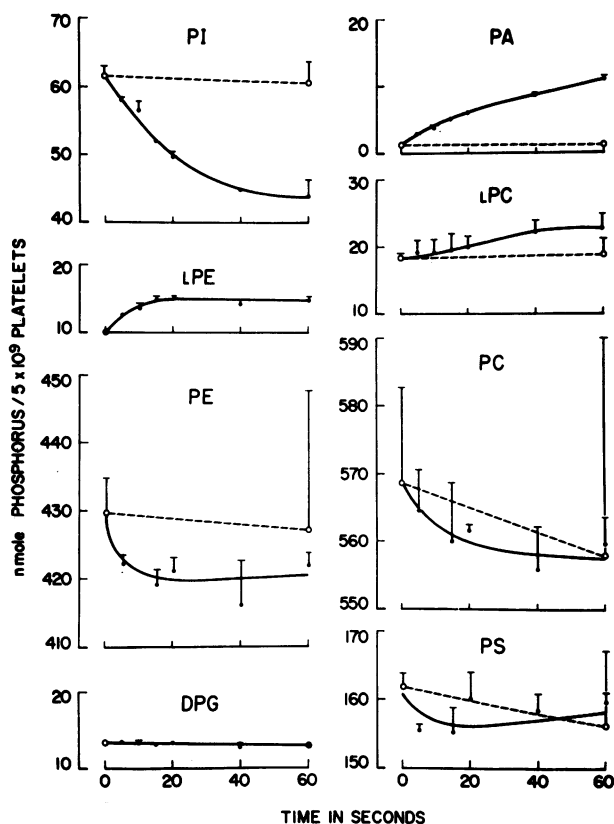 nmole PHOSPHORUS / 5 x 10⁹ PLATELETS
PI
70
60
50
40
LPE
20
10
PE
450
440
430
420
410
DPG
20
10
0 20 40 60
PA
20
10
0
LPC
30
20
10
PC
590
580
570
560
550
PS
170
160
150
0 20 40 60
TIME IN SECONDS